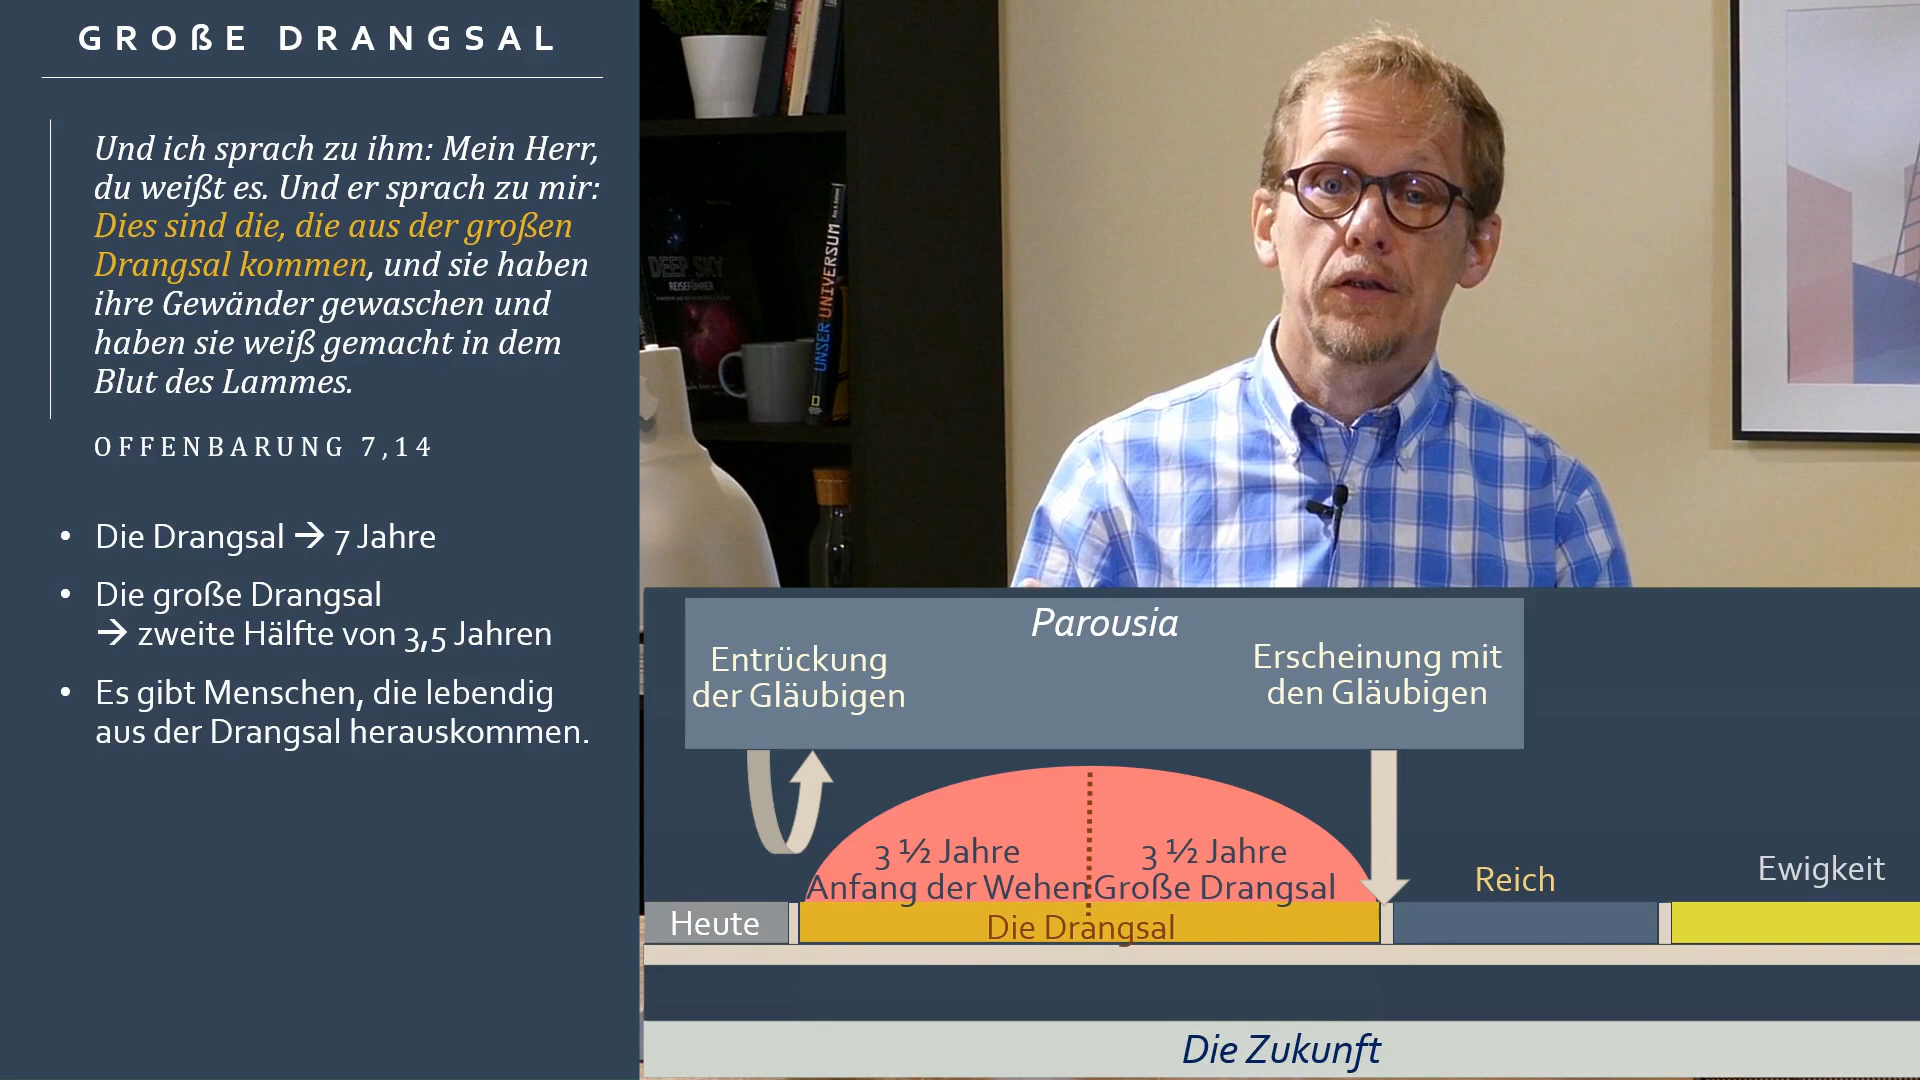 GROßE DRANGSAL
Und ich sprach zu ihm: Mein Herr,
du weißt es. Und er sprach zu mir:
Dies sind die, die aus der großen
Drangsal kommen, und sie haben
ihre Gewänder gewaschen und
haben sie weiß gemacht in dem
Blut des Lammes.
OFFENBARUNG 7,14
• Die Drangsal → 7 Jahre
• Die große Drangsal
→ zweite Hälfte von 3,5 Jahren
• Es gibt Menschen, die lebendig
aus der Drangsal herauskommen.
DEEP SKY
REISEFÜHRER
UNSER UNIVERSUM
Parousia
Entrückung
der Gläubigen
Erscheinung mit
den Gläubigen
3 ½ Jahre
Anfang der Wehen
3 ½ Jahre
Große Drangsal
Reich
Ewigkeit
Heute
Die Drangsal
Die Zukunft